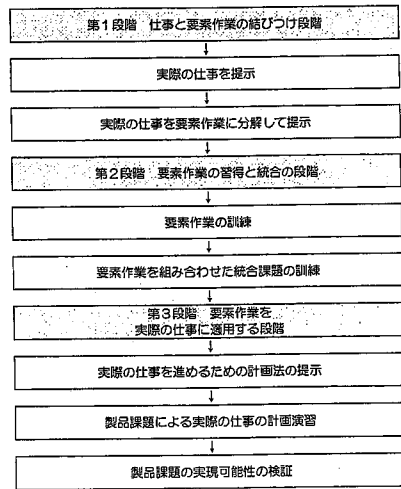 第1段階 仕事と要素作業の結びつけ段階
実際の仕事を提示
実際の仕事を要素作業に分解して提示
第2段階 要素作業の習得と統合の段階
要素作業の訓練
要素作業を組み合わせた統合課題の訓練
第3段階 要素作業を
実際の仕事に適用する段階
実際の仕事を進めるための計画法の提示
製品課題による実際の仕事の計画演習
製品課題の実現可能性の検証